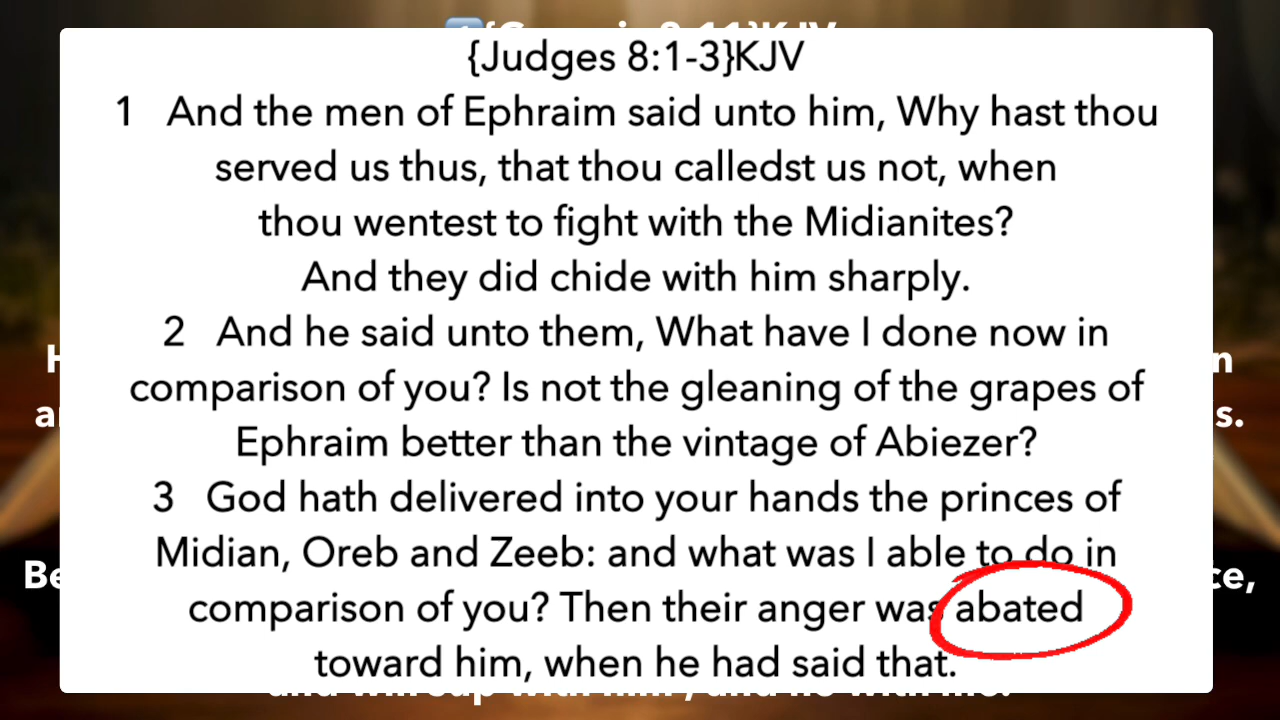 {Judges 8:1-3}KJV
1 And the men of Ephraim said unto him, Why hast thou
served us thus, that thou calledst us not, when
thou wentest to fight with the Midianites?
And they did chide with him sharply.
2 And he said unto them, What have I done now in
comparison of you? Is not the gleaning of the grapes of
Ephraim better than the vintage of Abiezer?
3 God hath delivered into your hands the princes of
Midian, Oreb and Zeeb: and what was I able to do in
comparison of you? Then their anger was abated
toward him, when he had said that.